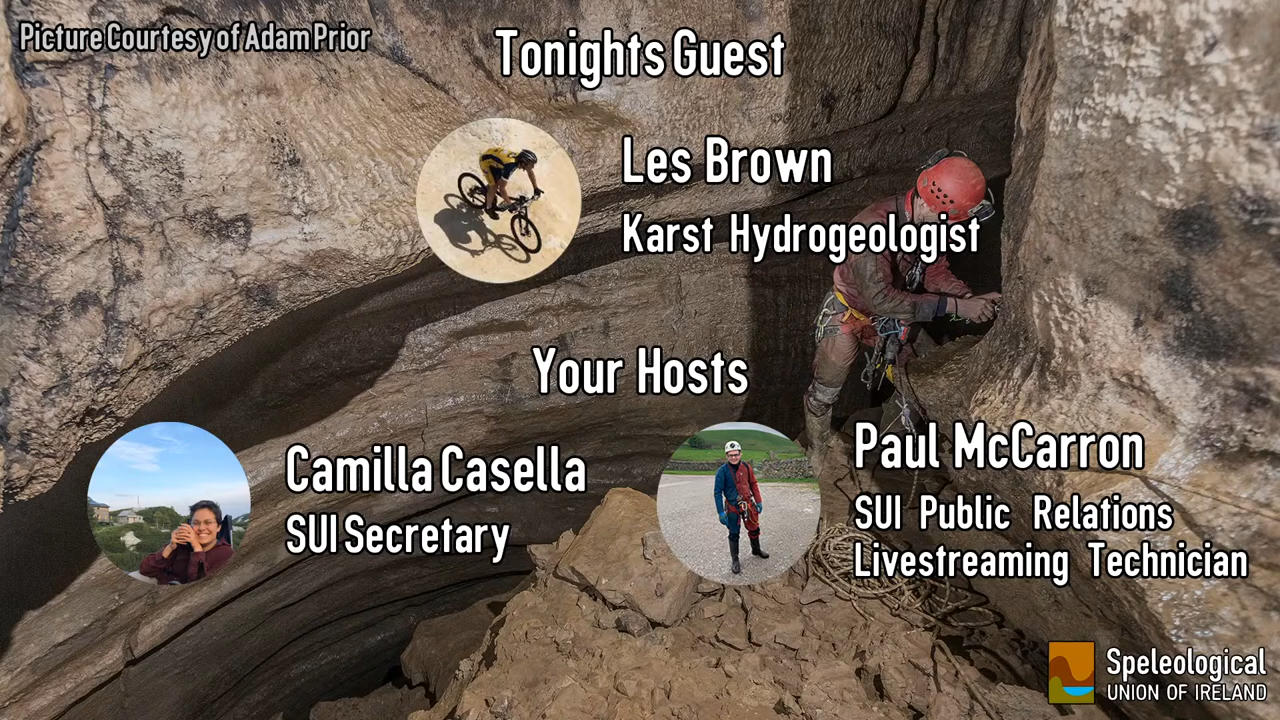 Picture Courtesy of Adam Prior
Tonights Guest
Les Brown
Karst Hydrogeologist
Your Hosts
Camilla Casella
SUI Secretary
Paul McCarron
SUI Public Relations
Livestreaming Technician
Speleological
UNION OF IRELAND